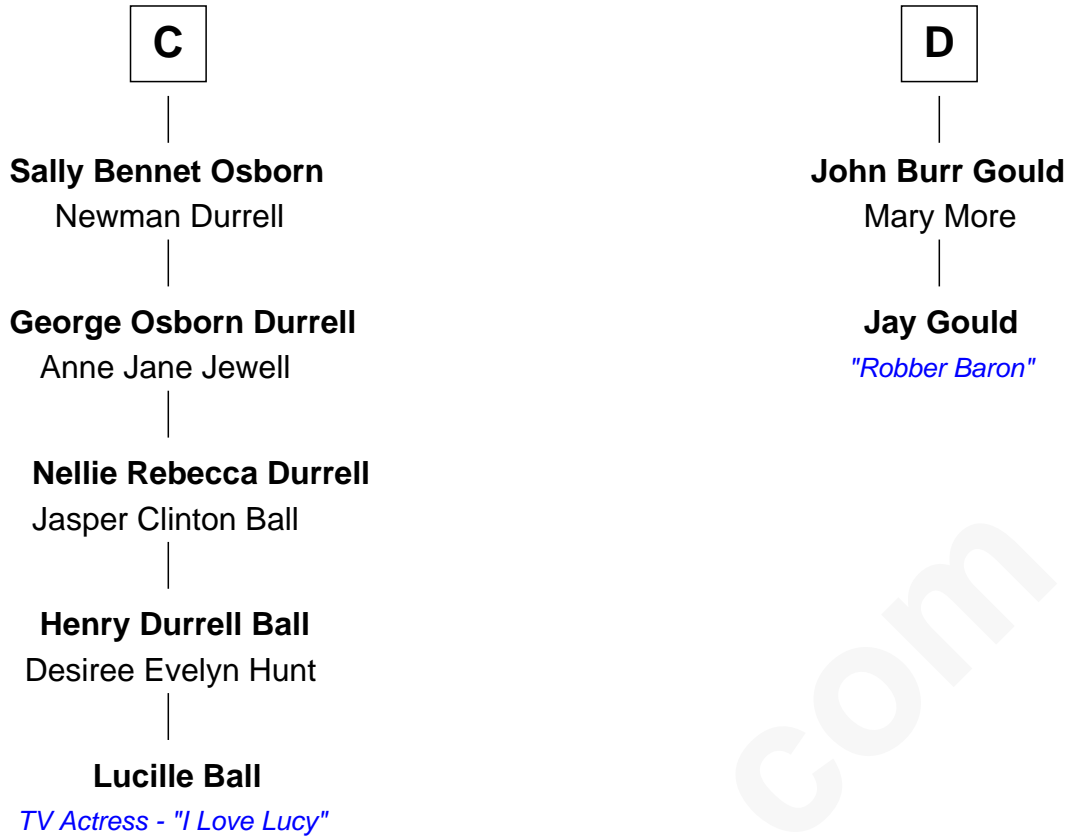 C
Sally Bennet Osborn
Newman Durrell
George Osborn Durrell
Anne Jane Jewell
Nellie Rebecca Durrell
Jasper Clinton Ball
Henry Durrell Ball
Desiree Evelyn Hunt
Lucille Ball
TV Actress - "I Love Lucy"
D
John Burr Gould
Mary More
Jay Gould
"Robber Baron"
com